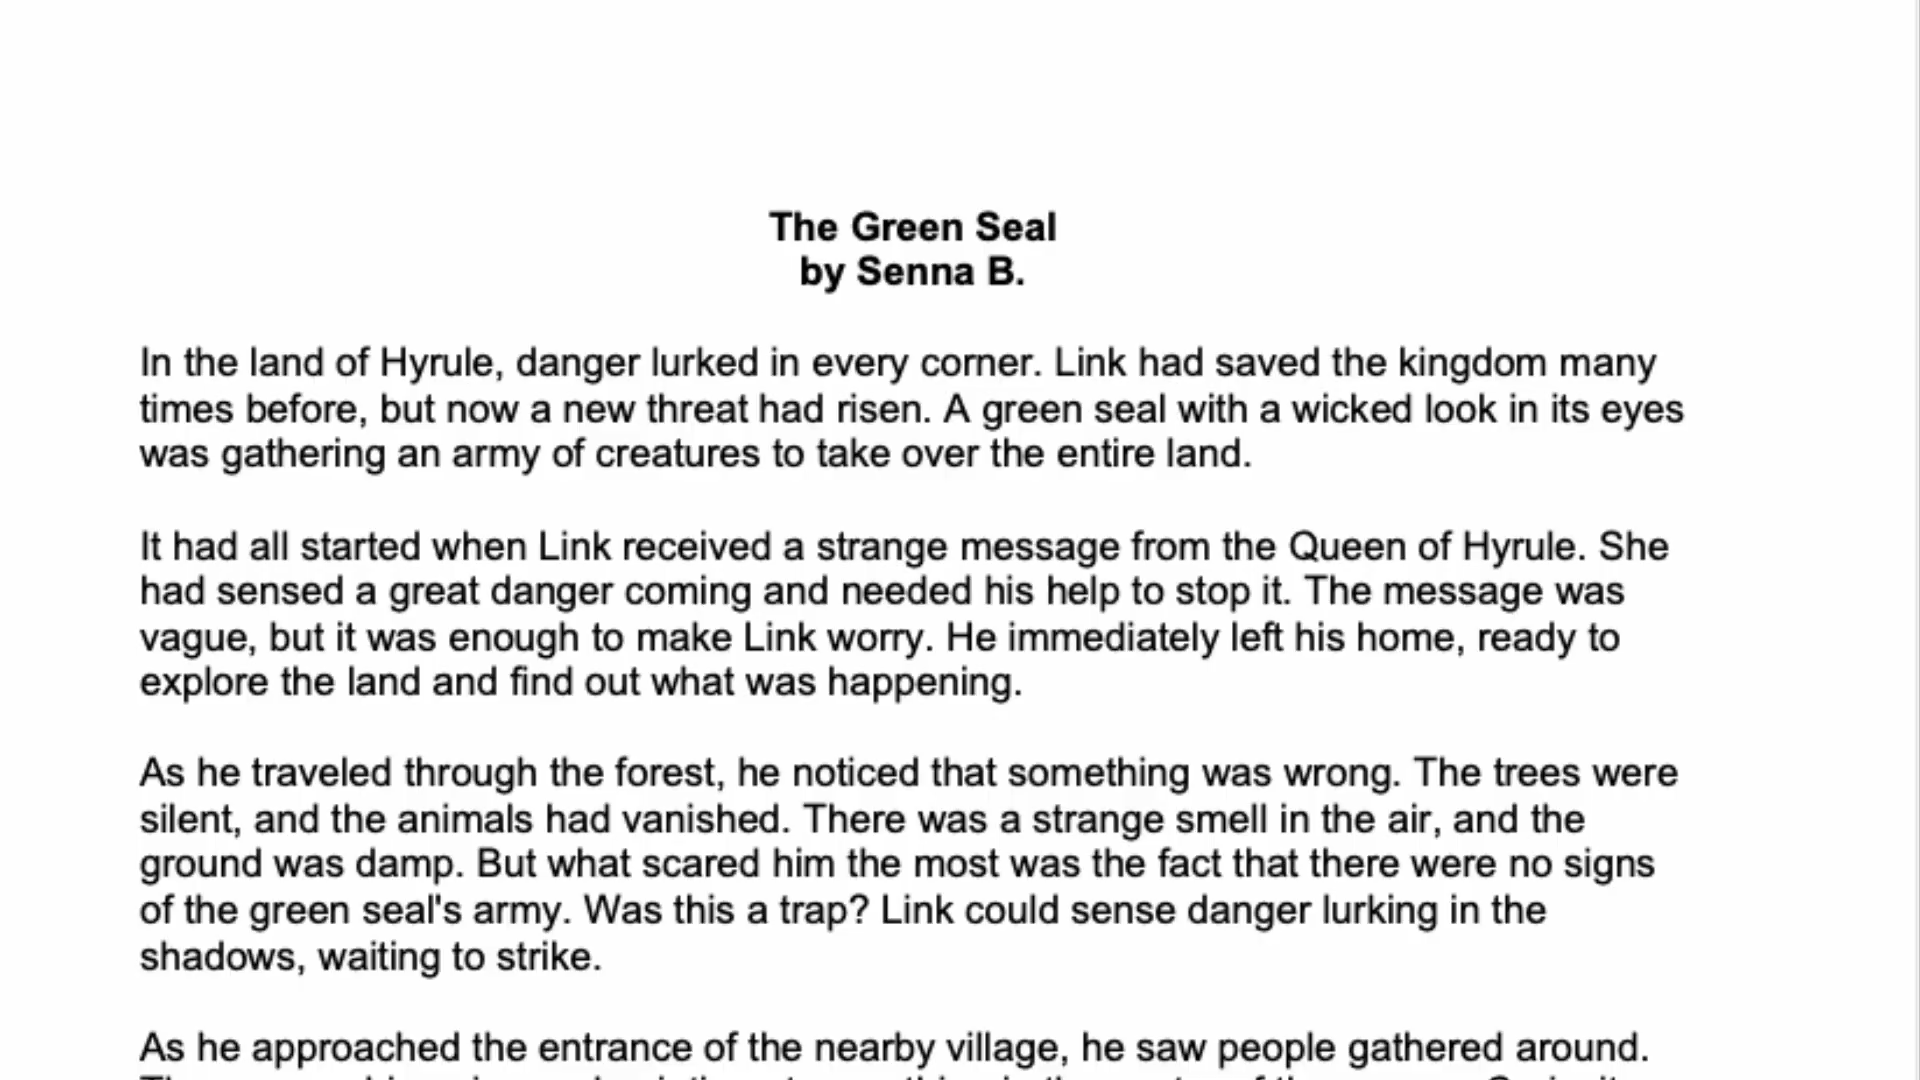 The Green Seal
by Senna B.
In the land of Hyrule, danger lurked in every corner. Link had saved the kingdom many
times before, but now a new threat had risen. A green seal with a wicked look in its eyes
was gathering an army of creatures to take over the entire land.
It had all started when Link received a strange message from the Queen of Hyrule. She
had sensed a great danger coming and needed his help to stop it. The message was
vague, but it was enough to make Link worry. He immediately left his home, ready to
explore the land and find out what was happening.
As he traveled through the forest, he noticed that something was wrong. The trees were
silent, and the animals had vanished. There was a strange smell in the air, and the
ground was damp. But what scared him the most was the fact that there were no signs
of the green seal's army. Was this a trap? Link could sense danger lurking in the
shadows, waiting to strike.
As he approached the entrance of the nearby village, he saw people gathered around.